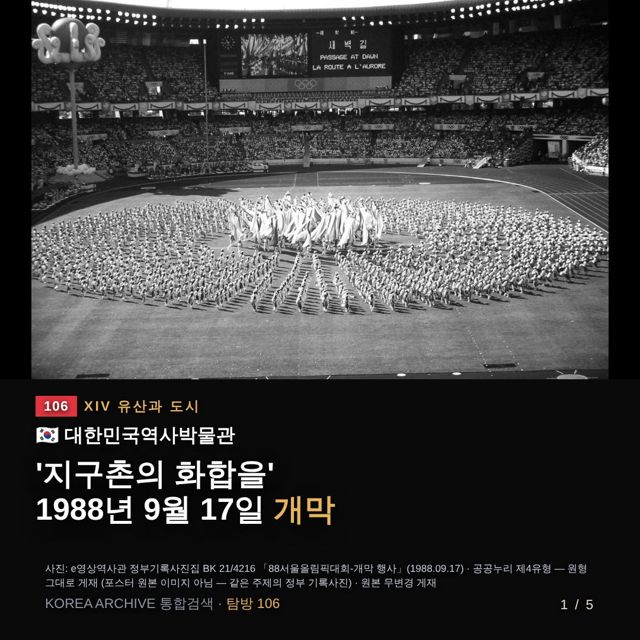 새벽길
PASSAGE AT DAWN
LA ROUTE A L'AURORE
106 XIV 유산과 도시
🇰🇷 대한민국역사박물관
'지구촌의 화합을'
1988년 9월 17일 개막
사진: e영상역사관 정부기록사진집 BK 21/4216 「88서울올림픽대회-개막 행사」(1988.09.17) · 공공누리 제4유형 — 원형
그대로 게재 (포스터 원본 이미지 아님 — 같은 주제의 정부 기록사진) · 원본 무변경 게재
KOREA ARCHIVE 통합검색 · 탐방 106
1 / 5